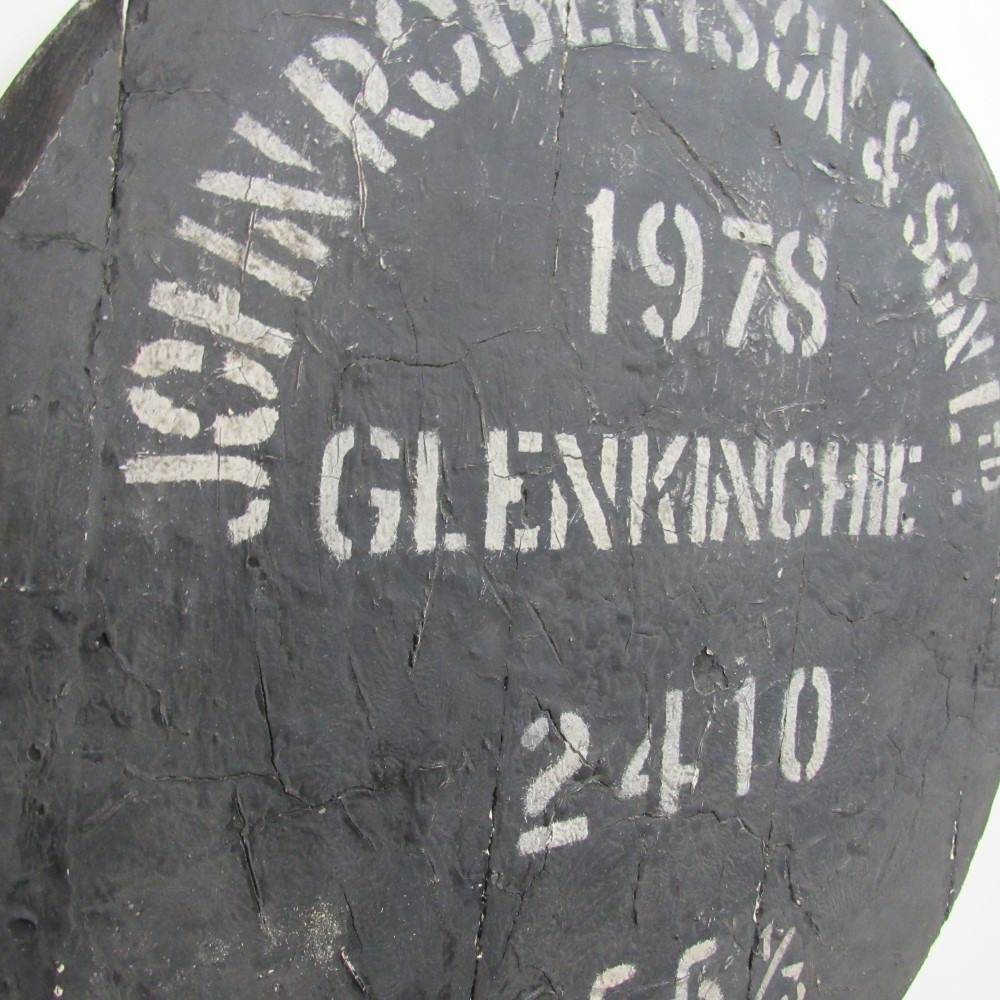 JOHN ROBERTSON & SON LTD.
1978
GLENKINCHIE
2410